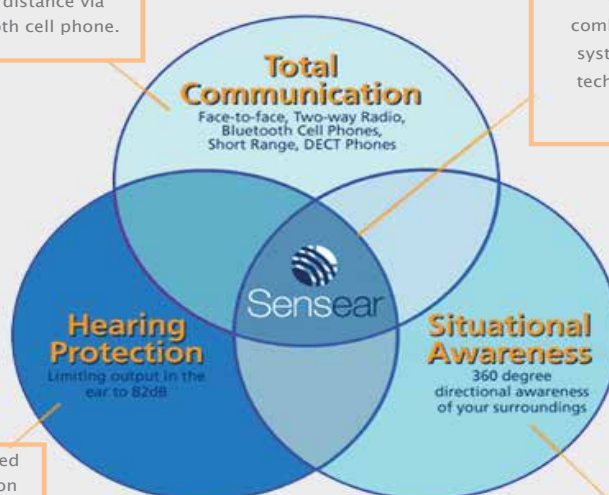 distance via
oth cell phone.
com
syst
tech
Total
Communication
Face-to-face, Two-way Radio,
Bluetooth Cell Phones,
Short Range, DECT Phones
Sensear
Hearing
Protection
Limiting output in the
ear to 82dB
Situational
Awareness
360 degree
directional awareness
of your surroundings
ed
on